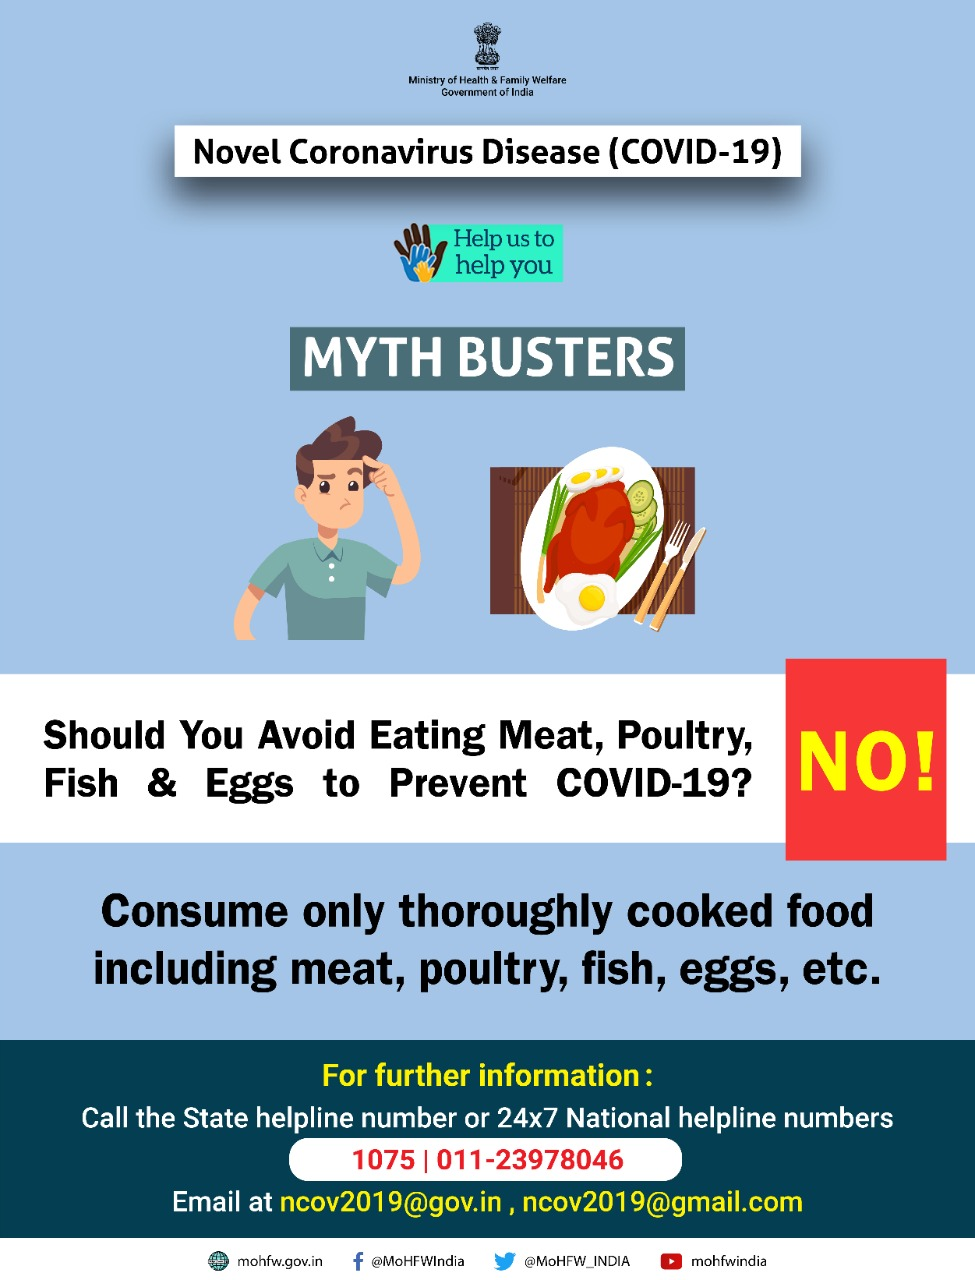 Ministry of Health & Family Welfare
Government of India
Novel Coronavirus Disease (COVID-19)
Help us to
help you
MYTH BUSTERS
Should You Avoid Eating Meat, Poultry,
Fish & Eggs to Prevent COVID-19?
NO!
Consume only thoroughly cooked food
including meat, poultry, fish, eggs, etc.
For further information :
Call the State helpline number or 24x7 National helpline numbers
1075 | 011-23978046
Email at ncov2019@gov.in , ncov2019@gmail.com
mohfw.gov.in @MoHFWIndia @MoHFW_INDIA mohfwindia